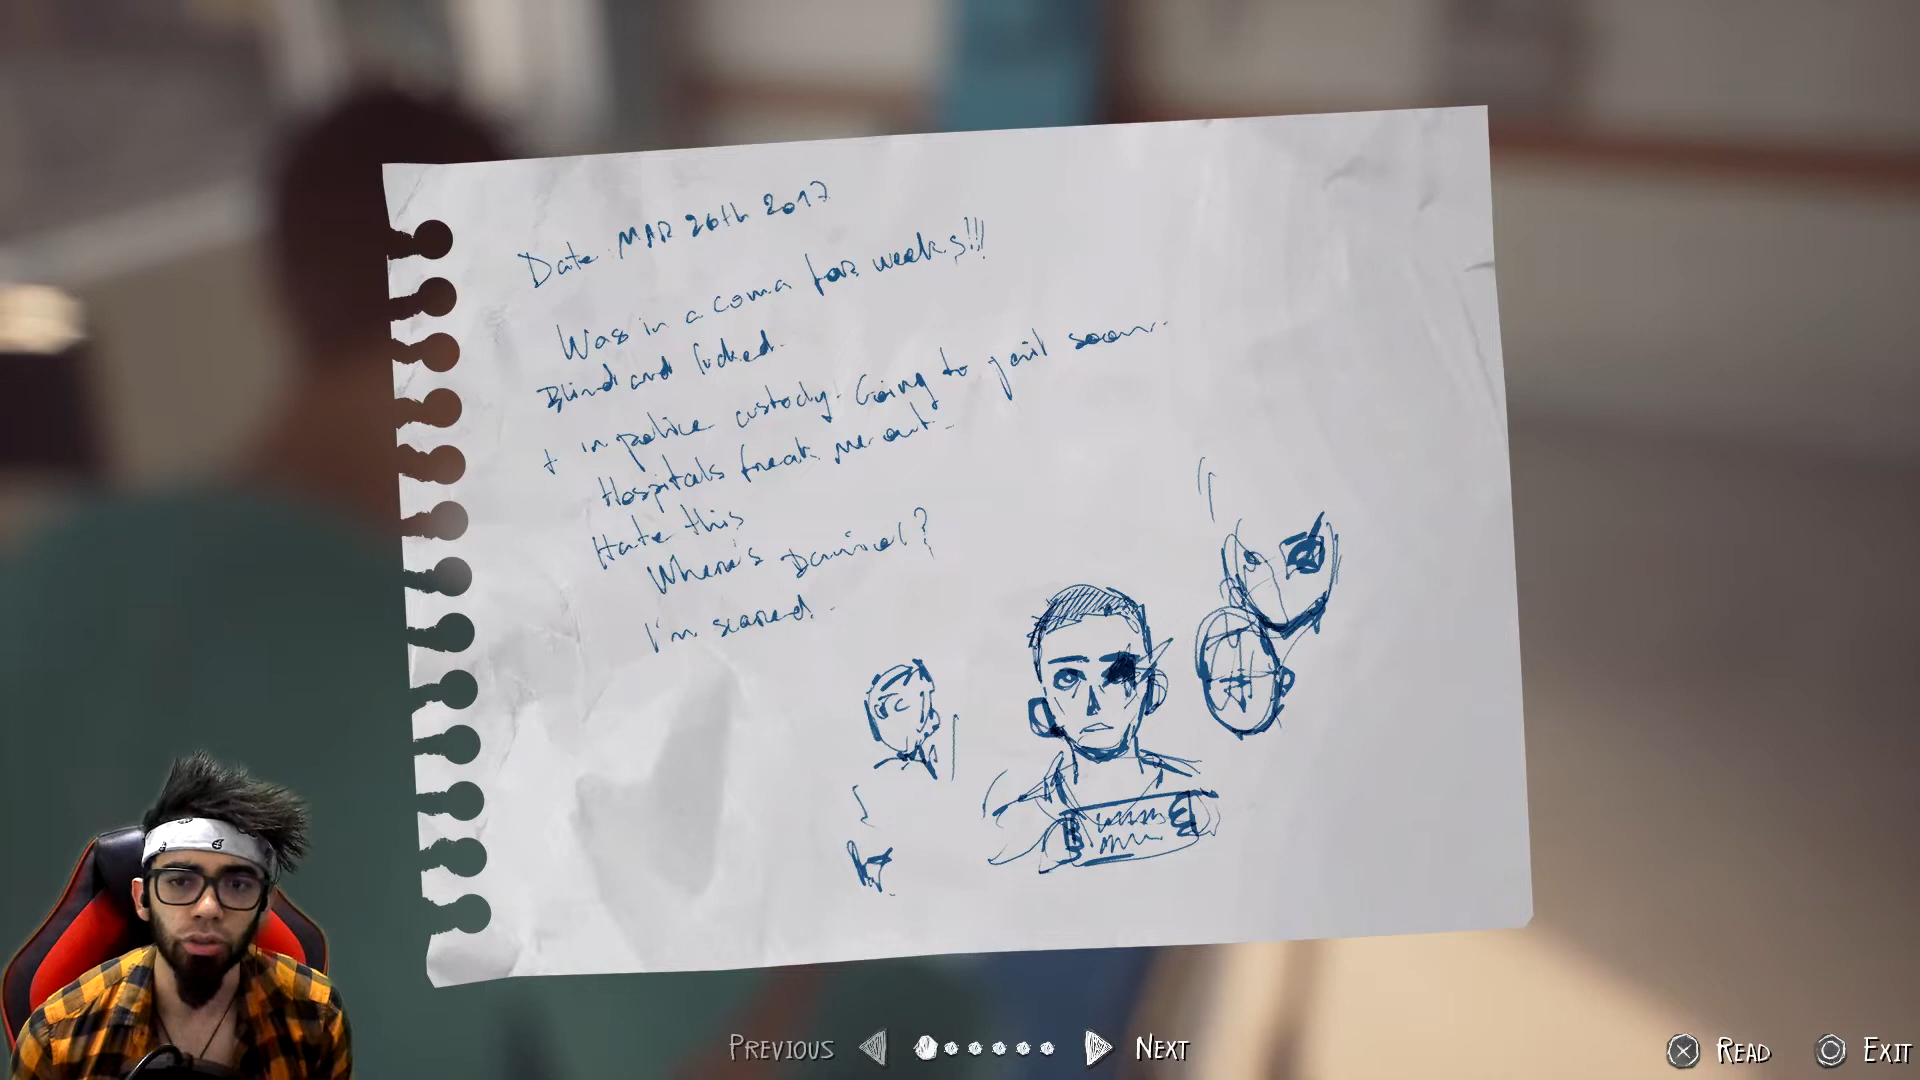 Date: MAR 26th 2017
Was in a coma for weeks!!!
Blind and fucked.
+ in police custody. Going to jail soon.
Hospitals freak me out.
Hate this
Where's Daniel?
I'm scared.
PREVIOUS NEXT
READ EXIT